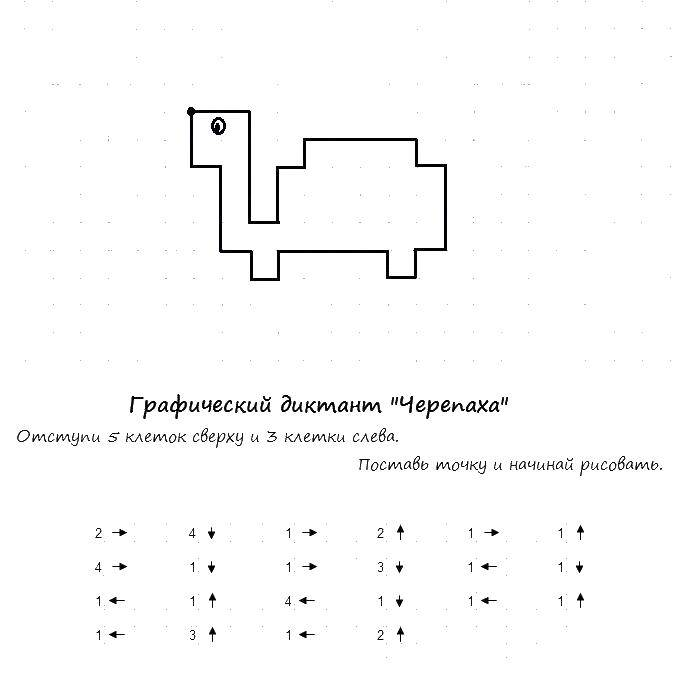 Графический диктант "Черепаха"
Отступи 5 клеток сверху и 3 клетки слева.
Поставь точку и начинай рисовать.
2 → 4 ↓ 1 → 2 ↑ 1 → 1 ↑
4 → 1 ↓ 1 → 3 ↓ 1 ← 1 ↓
1 ← 1 ↑ 4 ← 1 ↓ 1 ← 1 ↑
1 ← 3 ↑ 1 ← 2 ↑